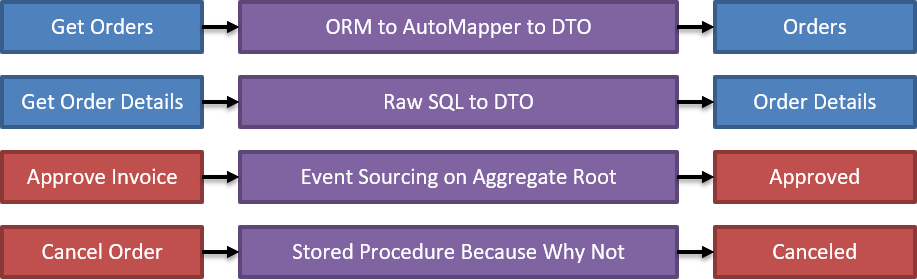 Get Orders
ORM to AutoMapper to DTO
Orders
Get Order Details
Raw SQL to DTO
Order Details
Approve Invoice
Event Sourcing on Aggregate Root
Approved
Cancel Order
Stored Procedure Because Why Not
Canceled